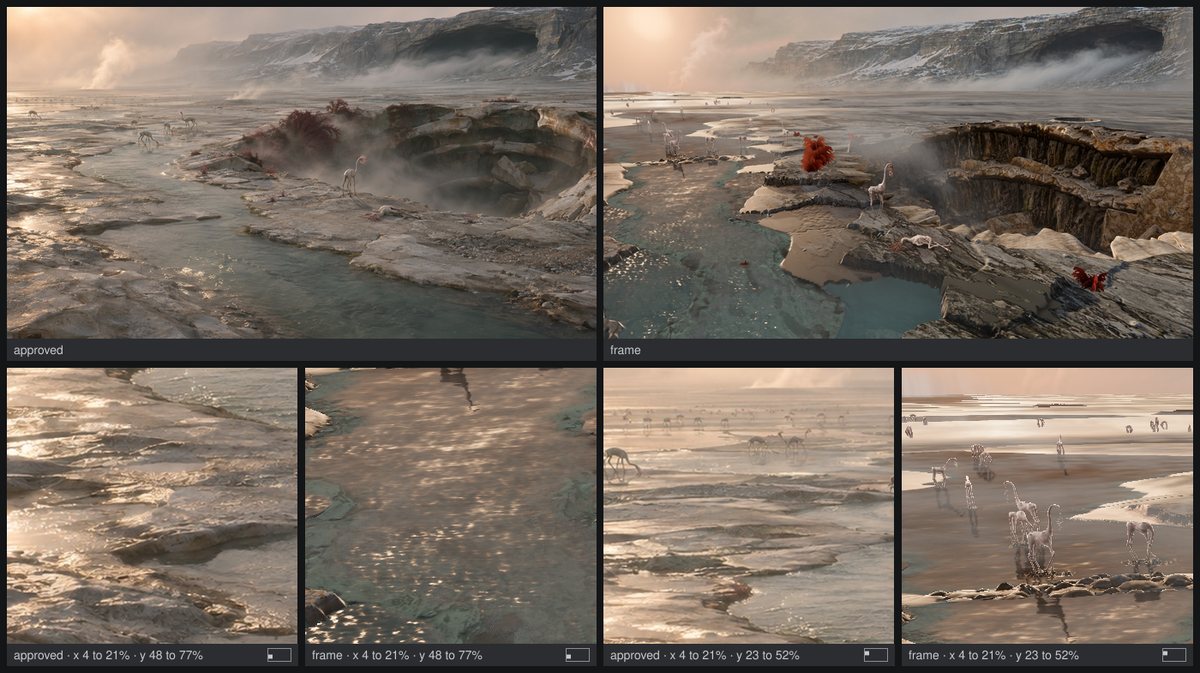 approved
frame
approved · x 4 to 21% · y 48 to 77%
frame · x 4 to 21% · y 48 to 77%
approved · x 4 to 21% · y 23 to 52%
frame · x 4 to 21% · y 23 to 52%